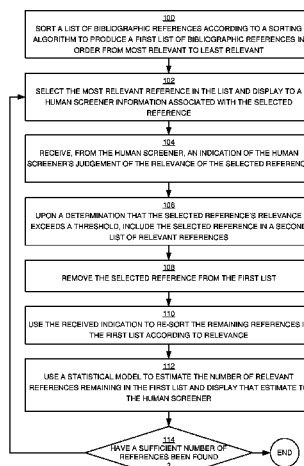 100
SORT A LIST OF BIBLIOGRAPHIC REFERENCES ACCORDING TO A SORTING
ALGORITHM TO PRODUCE A FIRST LIST OF BIBLIOGRAPHIC REFERENCES IN
ORDER FROM MOST RELEVANT TO LEAST RELEVANT
102
SELECT THE MOST RELEVANT REFERENCE IN THE LIST AND DISPLAY TO A
HUMAN SCREENER INFORMATION ASSOCIATED WITH THE SELECTED
REFERENCE
104
RECEIVE, FROM THE HUMAN SCREENER, AN INDICATION OF THE HUMAN
SCREENER'S JUDGEMENT OF THE RELEVANCE OF THE SELECTED REFERENC
106
UPON A DETERMINATION THAT THE SELECTED REFERENCE'S RELEVANCE
EXCEEDS A THRESHOLD, INCLUDE THE SELECTED REFERENCE IN A SECOND
LIST OF RELEVANT REFERENCES
108
REMOVE THE SELECTED REFERENCE FROM THE FIRST LIST
110
USE THE RECEIVED INDICATION TO RE-SORT THE REMAINING REFERENCES I
THE FIRST LIST ACCORDING TO RELEVANCE
112
USE A STATISTICAL MODEL TO ESTIMATE THE NUMBER OF RELEVANT
REFERENCES REMAINING IN THE FIRST LIST AND DISPLAY THAT ESTIMATE T
THE HUMAN SCREENER
114
HAVE A SUFFICIENT NUMBER OF
REFERENCES BEEN FOUND
?
END